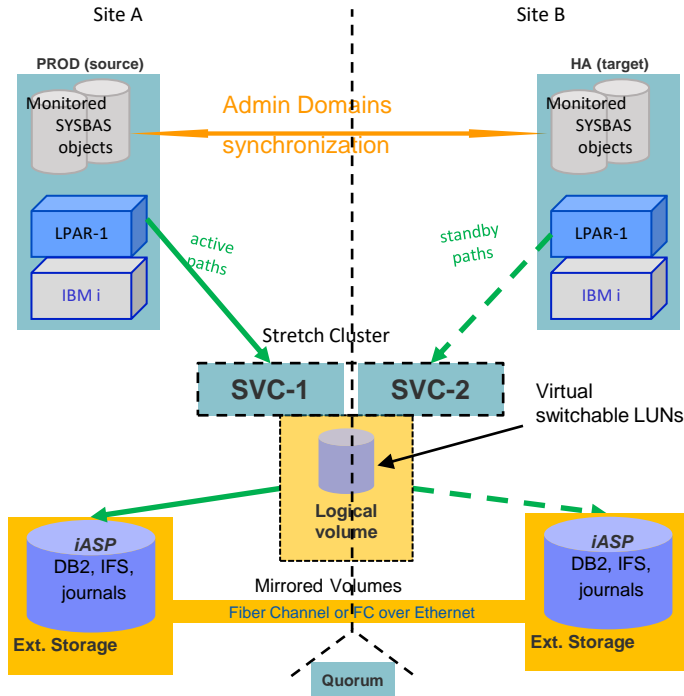 Site A
Site B
PROD (source)
HA (target)
Monitored
SYSBAS
objects
Admin Domains
synchronization
Monitored
SYSBAS
objects
LPAR-1
IBM i
active
paths
standby
paths
LPAR-1
IBM i
Stretch Cluster
SVC-1
SVC-2
Virtual
switchable LUNs
Logical
volume
iASP
DB2, IFS,
journals
Ext. Storage
Mirrored Volumes
Fiber Channel or FC over Ethernet
iASP
DB2, IFS,
journals
Ext. Storage
Quorum